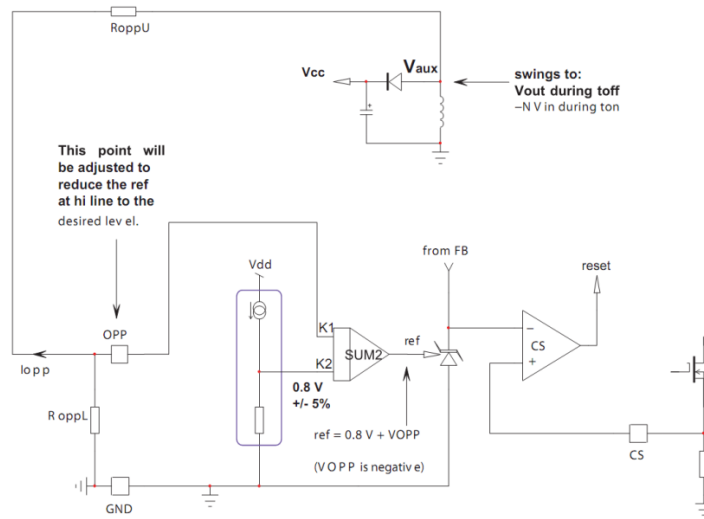 RoppU
Vcc
Vaux
swings to:
Vout during toff
–N V in during ton
This point will
be adjusted to
reduce the ref
at hi line to the
desired lev el.
from FB
reset
Vdd
OPP
K1
CS
ref
SUM2
K2
Iopp
0.8 V
+/- 5%
R oppL
ref = 0.8 V + VOPP
(V O P P is negativ e)
CS
GND